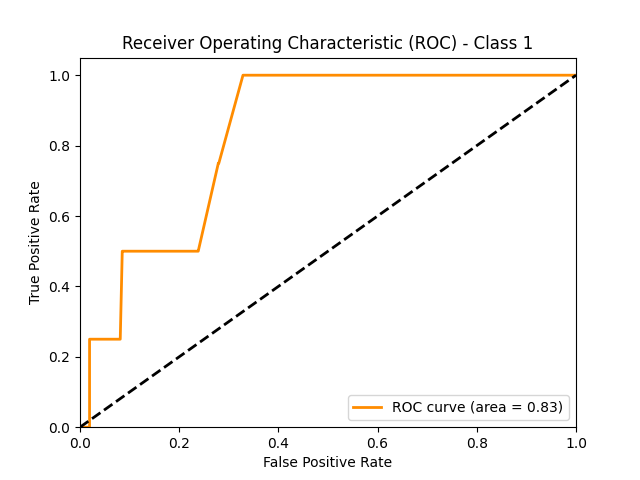 Receiver Operating Characteristic (ROC) - Class 1
True Positive Rate
1.0
0.8
0.6
0.4
0.2
0.0
ROC curve (area = 0.83)
0.0 0.2 0.4 0.6 0.8 1.0
False Positive Rate